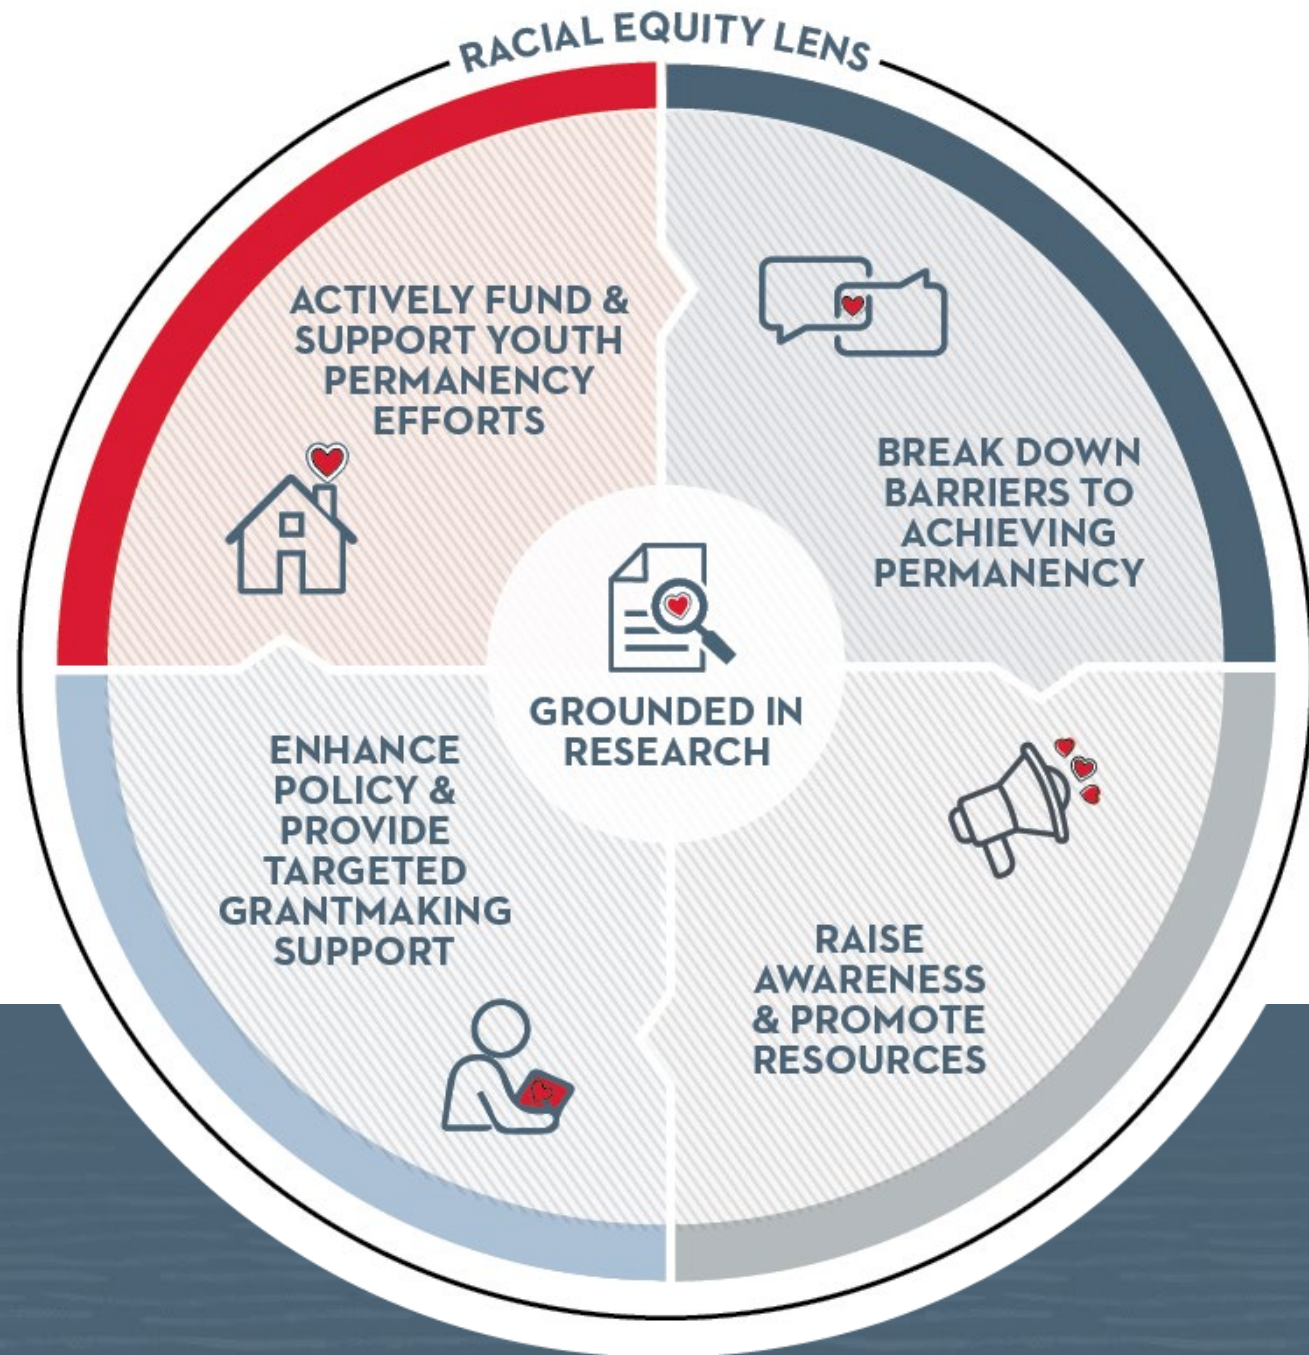 RACIAL EQUITY LENS
ACTIVELY FUND &
SUPPORT YOUTH
PERMANENCY
EFFORTS
BREAK DOWN
BARRIERS TO
ACHIEVING
PERMANENCY
GROUNDED IN
RESEARCH
ENHANCE
POLICY &
PROVIDE
TARGETED
GRANTMAKING
SUPPORT
RAISE
AWARENESS
& PROMOTE
RESOURCES